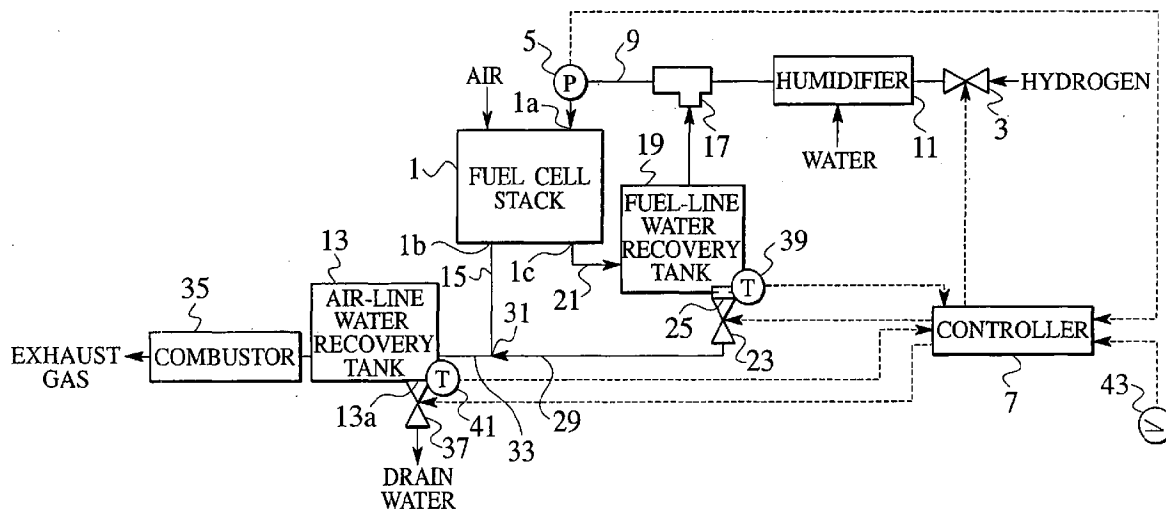 5
9
AIR
P
HUMIDIFIER
HYDROGEN
1a
17
11
3
1
FUEL CELL
STACK
WATER
19
FUEL-LINE
WATER
RECOVERY
TANK
13
1b
15
1c
21
39
T
35
AIR-LINE
WATER
RECOVERY
TANK
31
25
23
CONTROLLER
EXHAUST
GAS
COMBUSTOR
T
13a
37
41
33
29
7
43
DRAIN
WATER